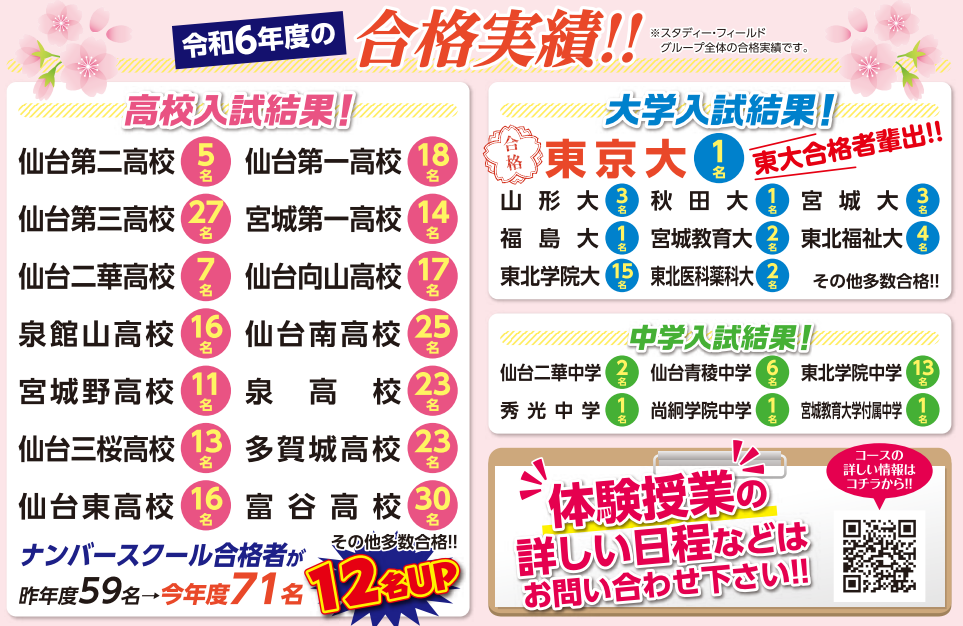 令和6年度の
合格実績!!
※スタディー・フィールド
グループ全体の合格実績です。
高校入試結果!
仙台第二高校 5名 仙台第一高校 18名
仙台第三高校 27名 宮城第一高校 14名
仙台二華高校 7名 仙台向山高校 17名
泉館山高校 16名 仙台南高校 25名
宮城野高校 11名 泉高校 23名
仙台三桜高校 13名 多賀城高校 23名
仙台東高校 16名 富谷高校 30名
その他多数合格!!
ナンバースクール合格者が
昨年度59名→今年度71名
12名UP
大学入試結果!
合格 東京大 1名 東大合格者輩出!!
山形大 3名 秋田大 1名 宮城大 3名
福島大 1名 宮城教育大 2名 東北福祉大 4名
東北学院大 15名 東北医科薬科大 2名 その他多数合格!!
中学入試結果!
仙台二華中学 2名 仙台青稜中学 6名 東北学院中学 13名
秀光中学 1名 尚絅学院中学 1名 宮城教育大学付属中学 1名
体験授業の
詳しい日程などは
お問い合わせ下さい!!
コースの
詳しい情報は
コチラから!!